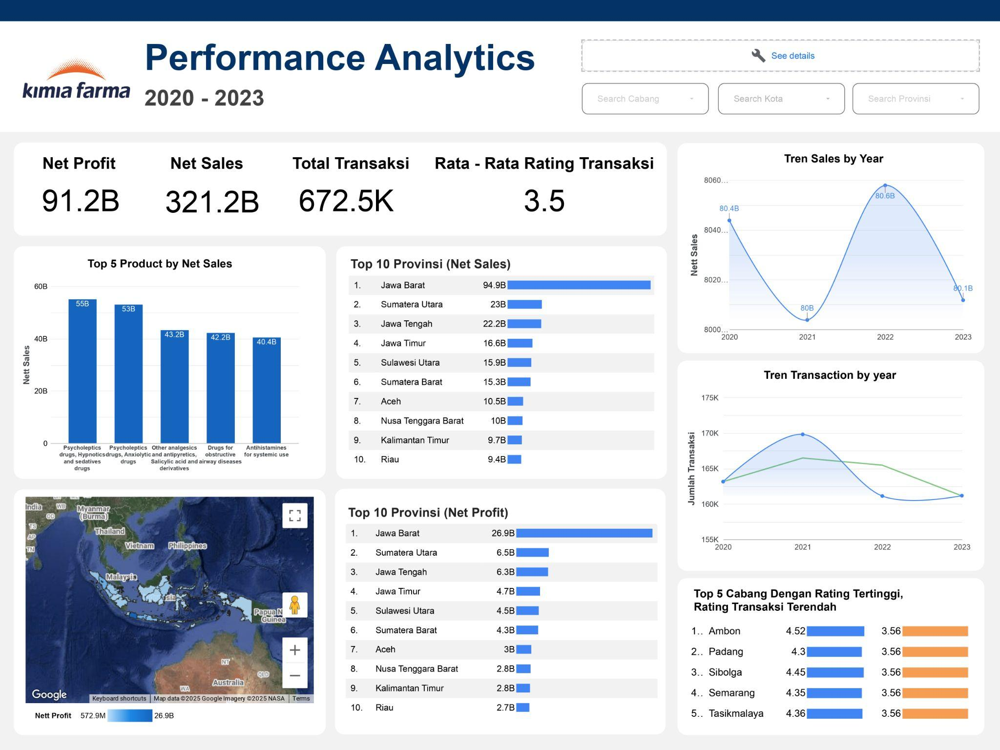 kimia farma
Performance Analytics
2020 - 2023
See details
Search Cabang
Search Kota
Search Provinsi
Net Profit
91.2B
Net Sales
321.2B
Total Transaksi
672.5K
Rata - Rata Rating Transaksi
3.5
Top 5 Product by Net Sales
Nett Sales
60B
40B
20B
0
55B
53B
43.2B
42.2B
40.4B
Psycholeptics
drugs, Hypnotics
and sedatives
drugs
Psycholeptics
drugs, Anxiolytic
drugs
Other analgesics
and antipyretics,
Salicylic acid and
derivatives
Drugs for
obstructive
airway diseases
Antihistamines
for systemic use
Top 10 Provinsi (Net Sales)
1. Jawa Barat 94.9B
2. Sumatera Utara 23B
3. Jawa Tengah 22.2B
4. Jawa Timur 16.6B
5. Sulawesi Utara 15.9B
6. Sumatera Barat 15.3B
7. Aceh 10.5B
8. Nusa Tenggara Barat 10B
9. Kalimantan Timur 9.7B
10. Riau 9.4B
Tren Sales by Year
Nett Sales
8060...
8040...
8020...
8000...
80.4B
80B
80.6B
80.1B
2020 2021 2022 2023
Tren Transaction by year
Jumlah Transaksi
175K
170K
165K
160K
155K
2020 2021 2022 2023
India
WB
TS
AP
TN
Myanmar
(Burma)
Thailand
Vietnam
Philippines
Malaysia
Papua N
Guinea
NT
QLD
WA
Australia
Google
Keyboard shortcuts
Map data ©2025 Google Imagery ©2025 NASA
Terms
Nett Profit 572.9M 26.9B
Top 10 Provinsi (Net Profit)
1. Jawa Barat 26.9B
2. Sumatera Utara 6.5B
3. Jawa Tengah 6.3B
4. Jawa Timur 4.7B
5. Sulawesi Utara 4.5B
6. Sumatera Barat 4.3B
7. Aceh 3B
8. Nusa Tenggara Barat 2.8B
9. Kalimantan Timur 2.8B
10. Riau 2.7B
Top 5 Cabang Dengan Rating Tertinggi,
Rating Transaksi Terendah
1.. Ambon 4.52 3.56
2.. Padang 4.3 3.56
3.. Sibolga 4.45 3.56
4.. Semarang 4.35 3.56
5.. Tasikmalaya 4.36 3.56